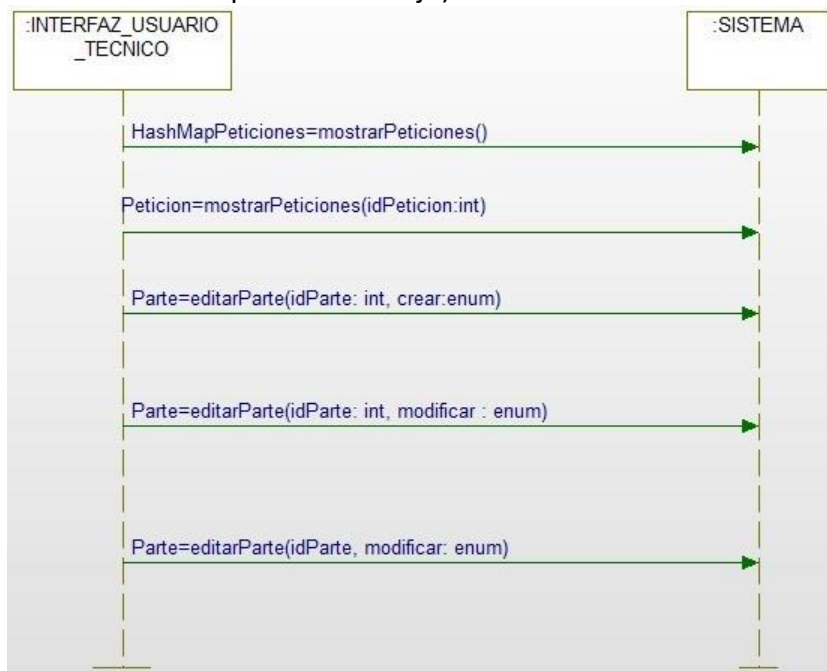 :INTERFAZ_USUARIO
_TECNICO
:SISTEMA
HashMapPeticiones=mostrarPeticiones()
Peticion=mostrarPeticiones(idPeticion:int)
Parte=editarParte(idParte: int, crear:enum)
Parte=editarParte(idParte: int, modificar : enum)
Parte=editarParte(idParte, modificar: enum)